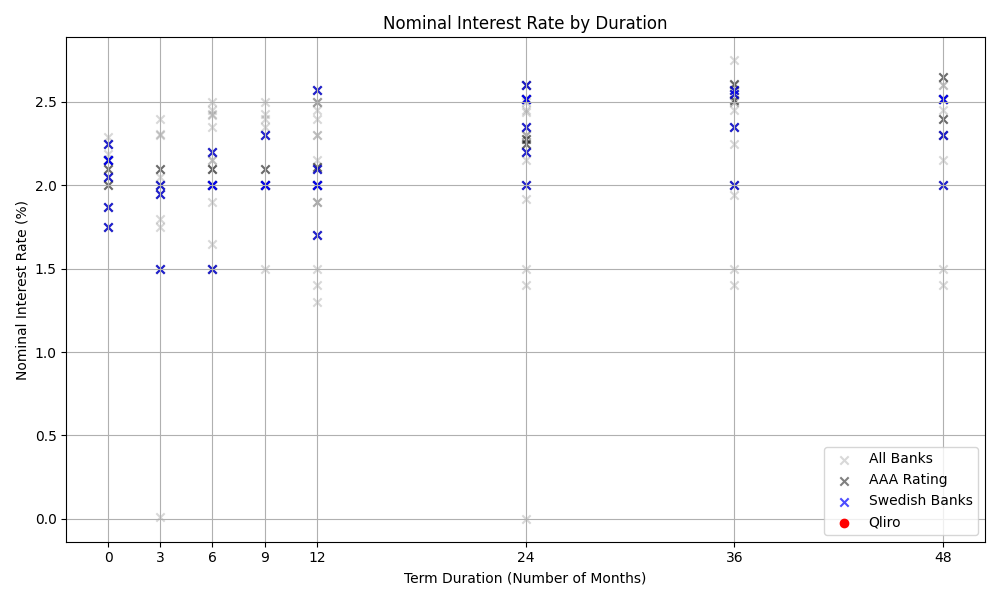 Nominal Interest Rate by Duration
Nominal Interest Rate (%)
2.5
2.0
1.5
1.0
0.5
0.0
0 3 6 9 12 24 36 48
Term Duration (Number of Months)
All Banks
AAA Rating
Swedish Banks
Qliro